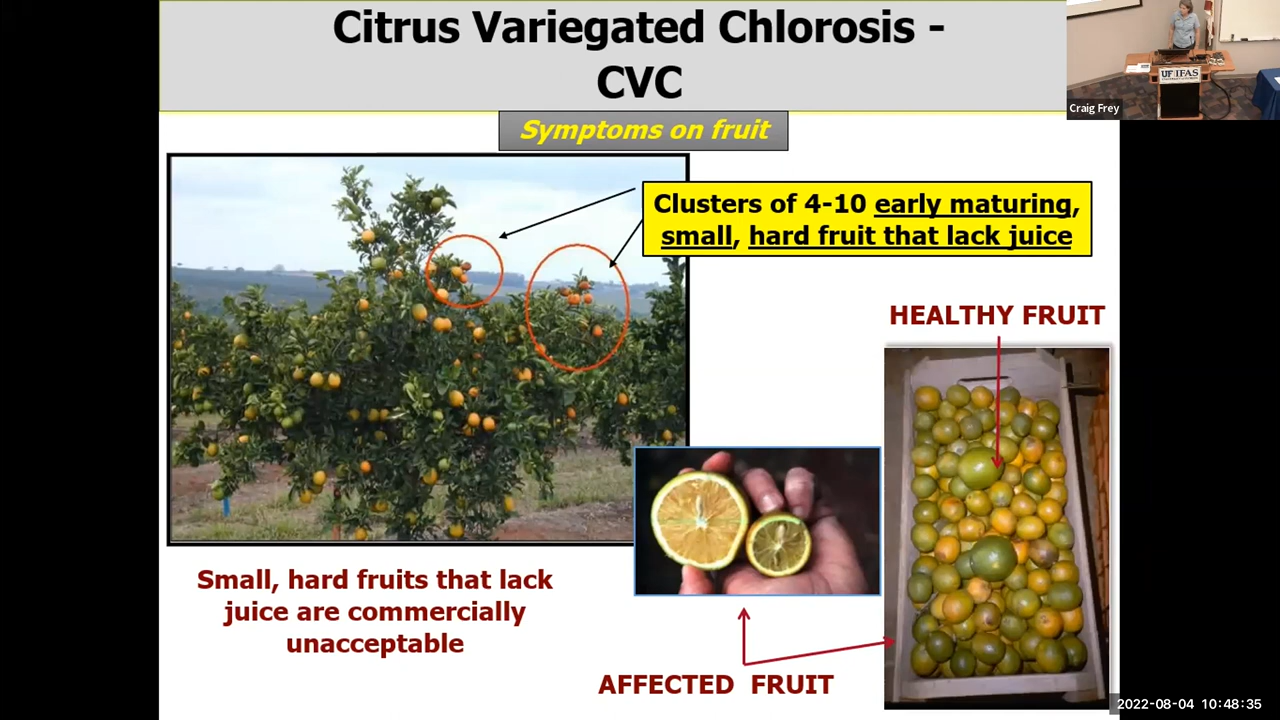 Citrus Variegated Chlorosis -
CVC
Symptoms on fruit
Clusters of 4-10 early maturing,
small, hard fruit that lack juice
HEALTHY FRUIT
Small, hard fruits that lack
juice are commercially
unacceptable
AFFECTED FRUIT
UF IFAS
Craig Frey
2022-08-04 10:48:35